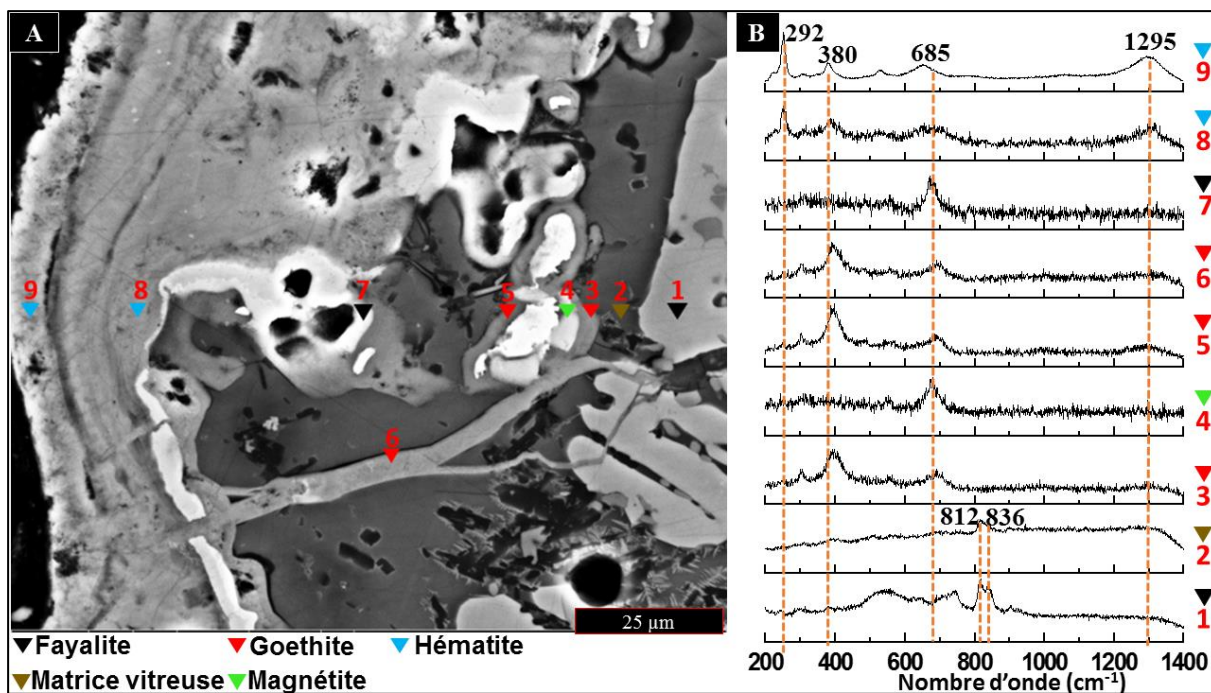 A
9
8
7
5
4
3
2
1
6
25 µm
Fayalite
Goethite
Hématite
Matrice vitreuse
Magnétite
B
292
380
685
1295
9
8
7
6
5
4
3
812
836
2
1
200 400 600 800 1000 1200 1400
Nombre d'onde (cm⁻¹)